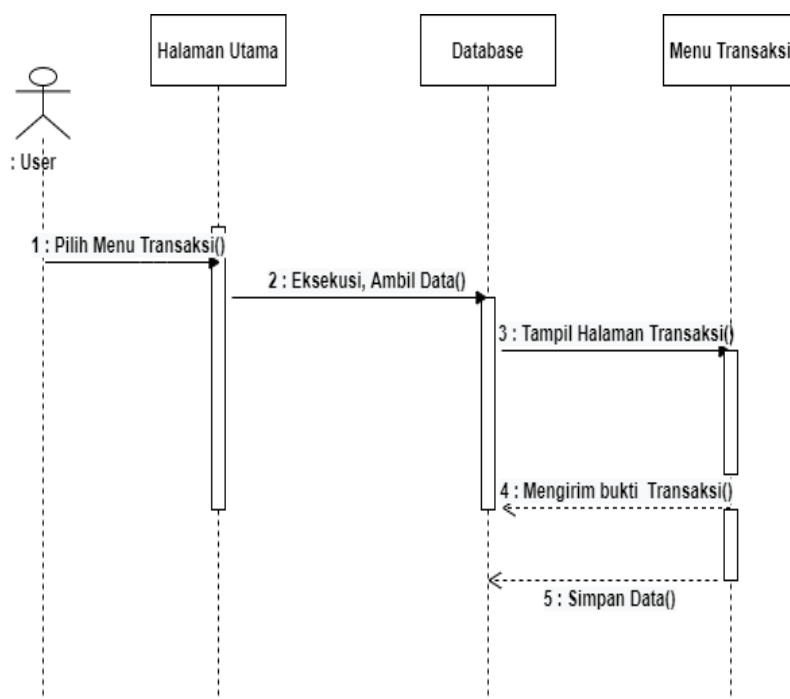 Halaman Utama
Database
Menu Transaksi
: User
1 : Pilih Menu Transaksi()
2 : Eksekusi, Ambil Data()
3 : Tampil Halaman Transaksi()
4 : Mengirim bukti Transaksi()
5 : Simpan Data()